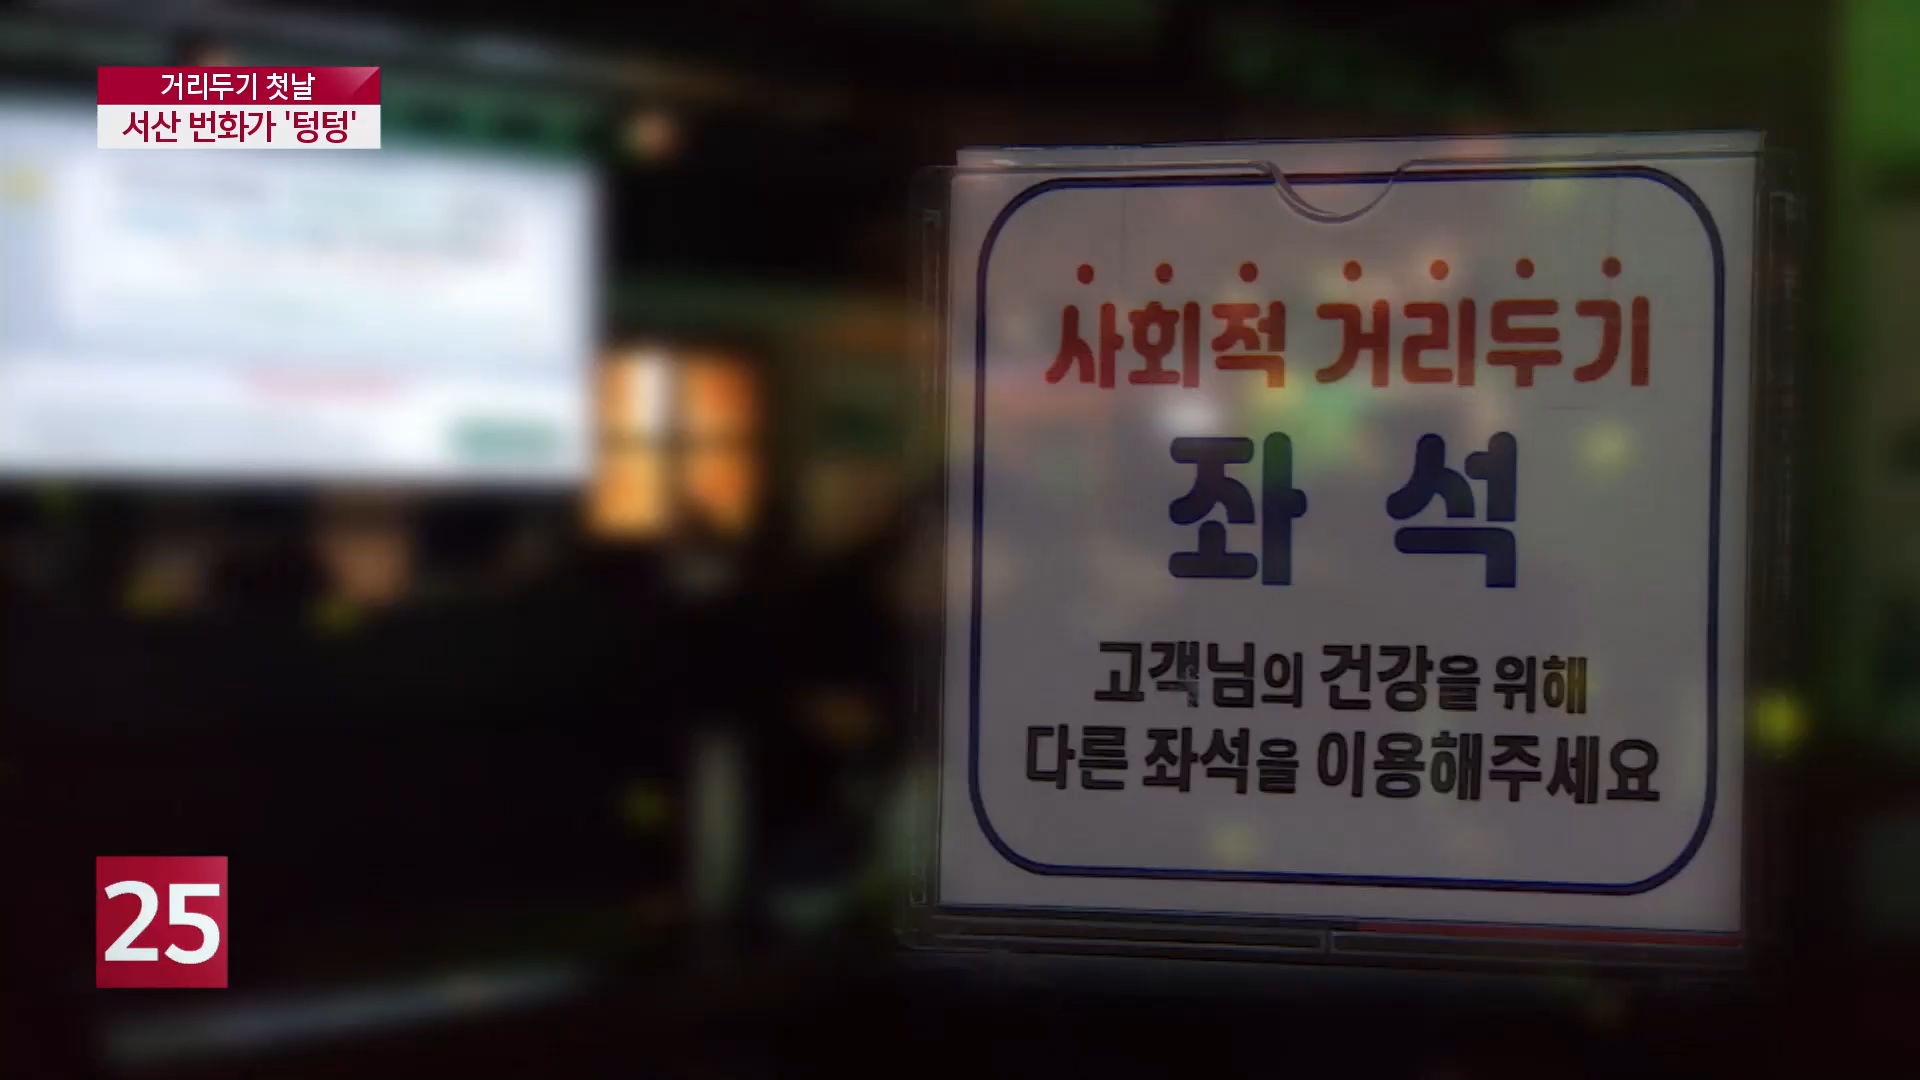 거리두기 첫날
서산 번화가 '텅텅'
사회적 거리두기
좌석
고객님의 건강을 위해
다른 좌석을 이용해주세요
25